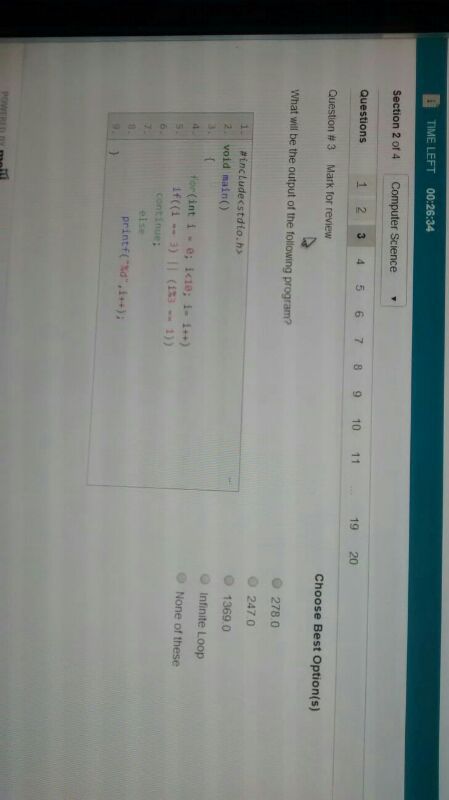 TIME LEFT 00:26:34
Section 2 of 4 Computer Science
Questions 1 2 3 4 5 6 7 8 9 10 11 ... 19 20
Question # 3 Mark for review
What will be the output of the following program?
1. #include<stdio.h>
2. void main()
3. {
4. for(int i = 0; i<10; i= i++)
5. if((i == 3) || (i%3 == 1))
6. continue;
7. else
8. printf("%d",i++);
9. }
Choose Best Option(s)
278.0
247.0
1369.0
Infinite Loop
None of these
POWERED BY